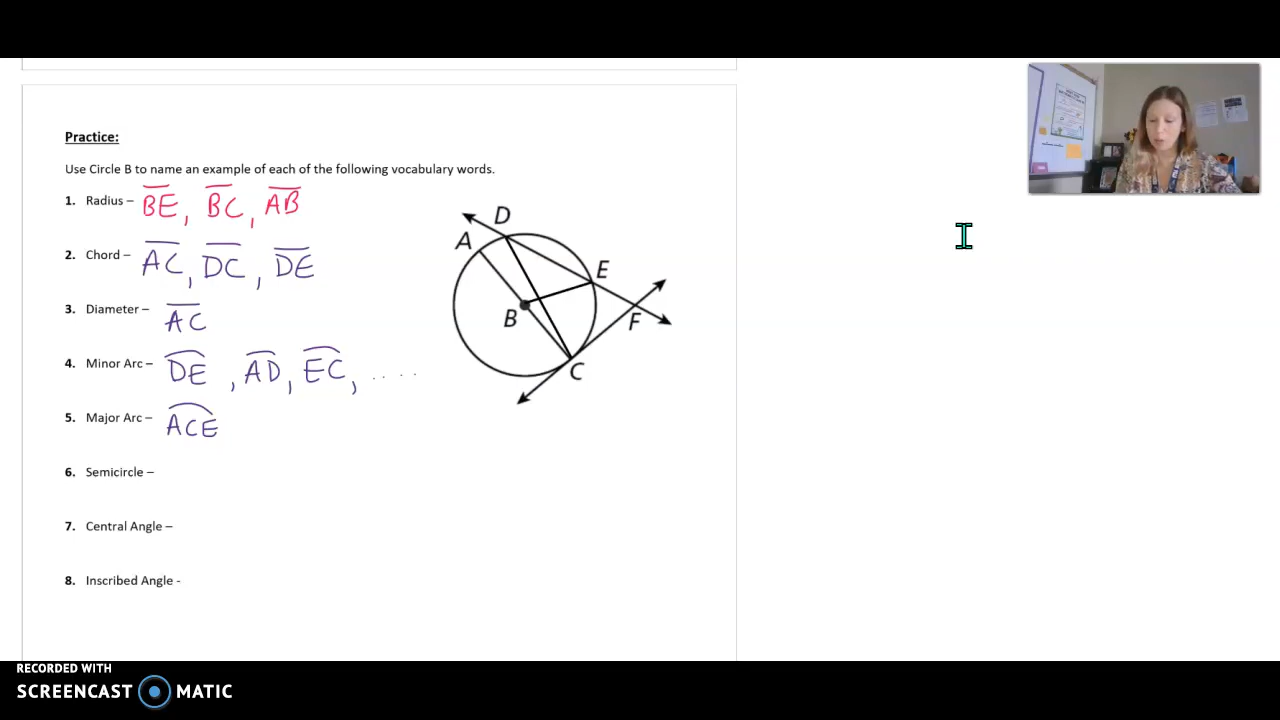 Practice:
Use Circle B to name an example of each of the following vocabulary words.
1. Radius – BE, BC, AB
2. Chord – AC, DC, DE
3. Diameter – AC
4. Minor Arc – DE, AD, EC, ....
5. Major Arc – ACE
6. Semicircle –
7. Central Angle –
8. Inscribed Angle -
D
A
E
B
F
C
RECORDED WITH
SCREENCAST MATIC